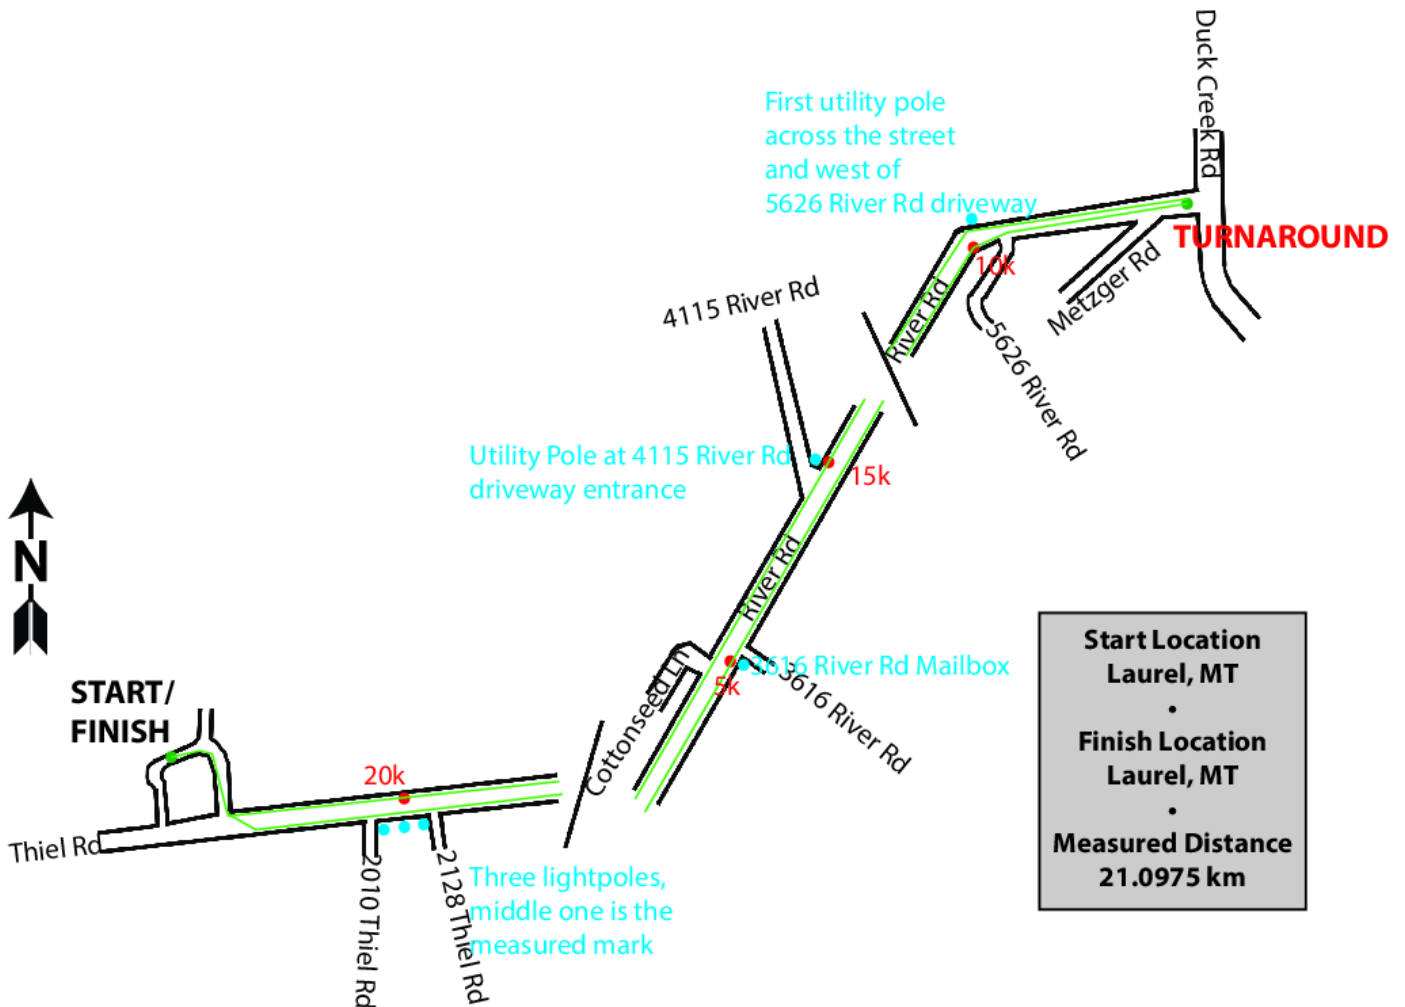 Duck Creek Rd
First utility pole
across the street
and west of
5626 River Rd driveway
TURNAROUND
10k
Metzger Rd
River Rd
4115 River Rd
5626 River Rd
Utility Pole at 4115 River Rd
driveway entrance
15k
N
River Rd
3616 River Rd Mailbox
5k
3616 River Rd
Cottonseed Ln
START/
FINISH
20k
Thiel Rd
2010 Thiel Rd
2128 Thiel Rd
Three lightpoles,
middle one is the
measured mark
Start Location
Laurel, MT
•
Finish Location
Laurel, MT
•
Measured Distance
21.0975 km